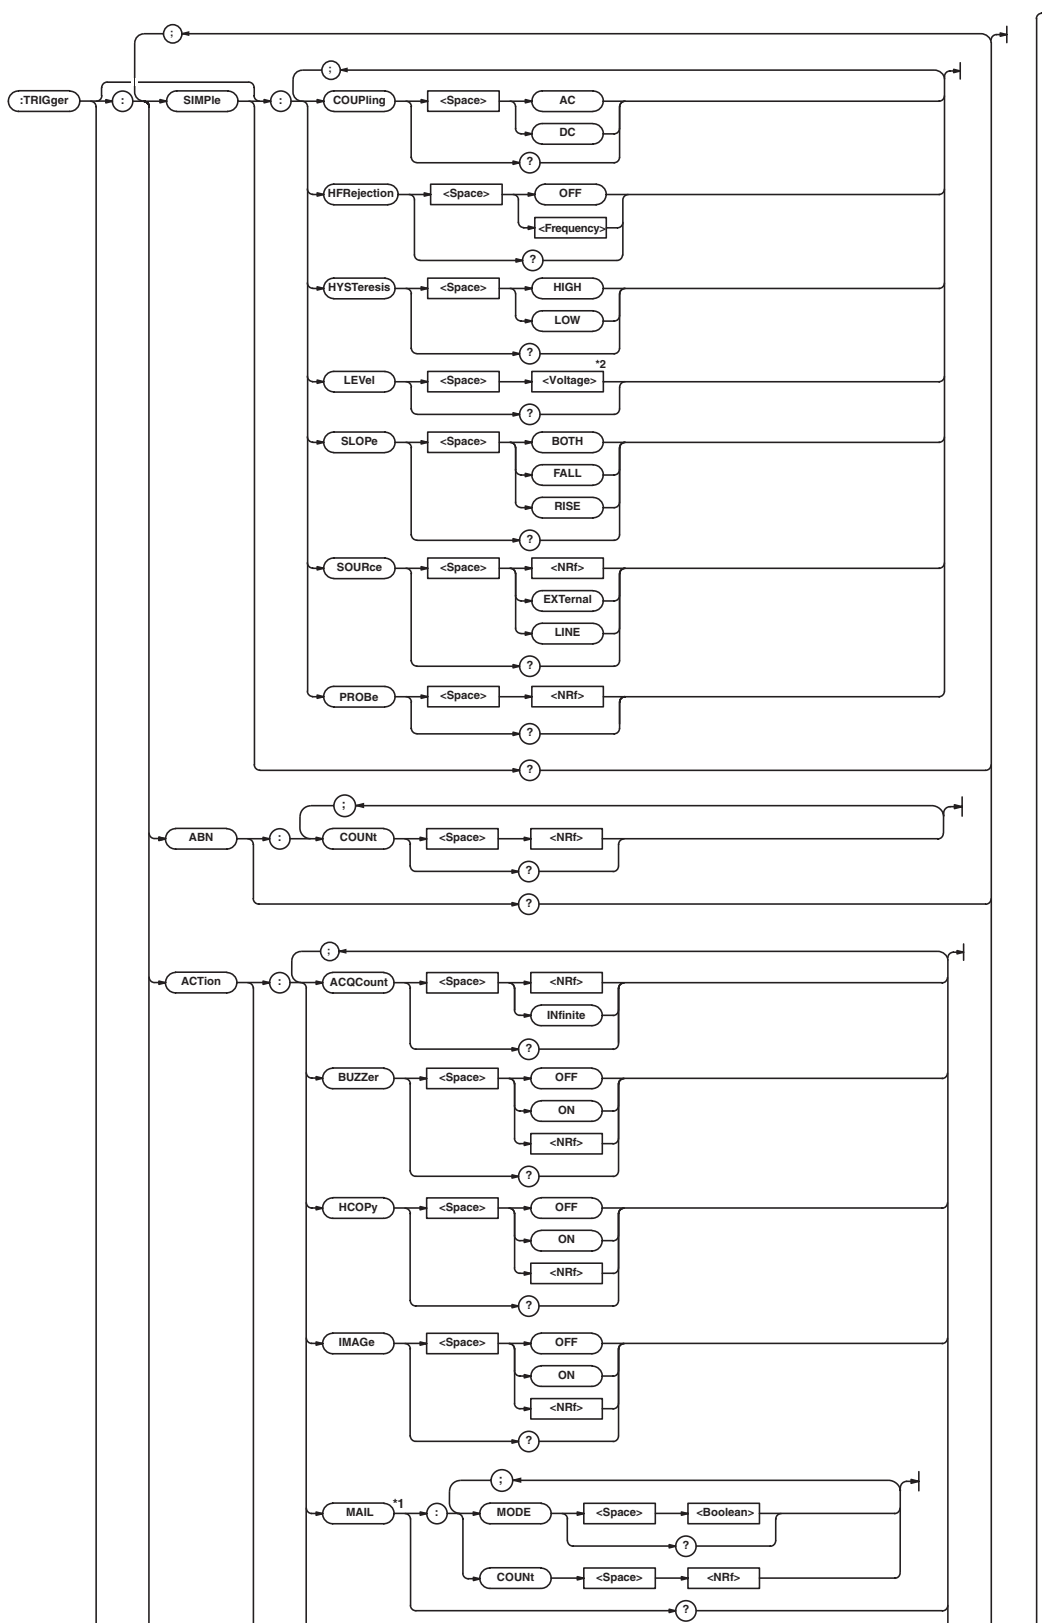 ;
;
:TRIGger : SIMPle : COUPling <Space> AC
DC
?
HFRejection <Space> OFF
<Frequency>
?
HYSTeresis <Space> HIGH
LOW
?
*2
LEVel <Space> <Voltage>
?
SLOPe <Space> BOTH
FALL
RISE
?
SOURce <Space> <NRf>
EXTernal
LINE
?
PROBe <Space> <NRf>
?
?
;
ABN : COUNt <Space> <NRf>
?
?
;
ACTion : ACQCount <Space> <NRf>
INfinite
?
BUZZer <Space> OFF
ON
<NRf>
?
HCOPy <Space> OFF
ON
<NRf>
?
IMAGe <Space> OFF
ON
<NRf>
?
;
MAIL *1 : MODE <Space> <Boolean>
?
COUNt <Space> <NRf>
?